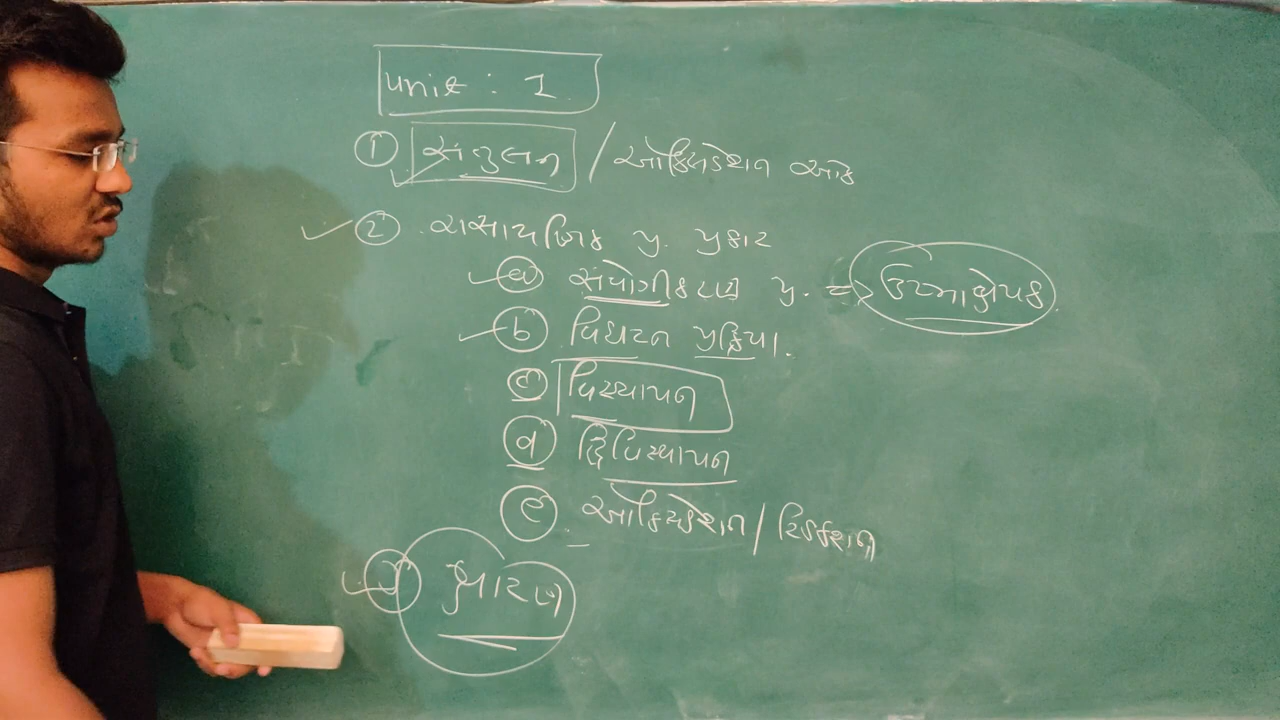 Unit : 1
① સંતુલન / ઓક્સિડેશન આંક
② રાસાયણિક પ્ર. પ્રકાર
ⓐ સંયોગીકરણ પ્ર. => ઉષ્માક્ષેપક
ⓑ વિઘટન પ્રક્રિયા.
ⓒ વિસ્થાપન
ⓓ દ્વિવિસ્થાપન
ⓔ ઓક્સિડેશન / રિડક્શન
③ ક્ષારણ